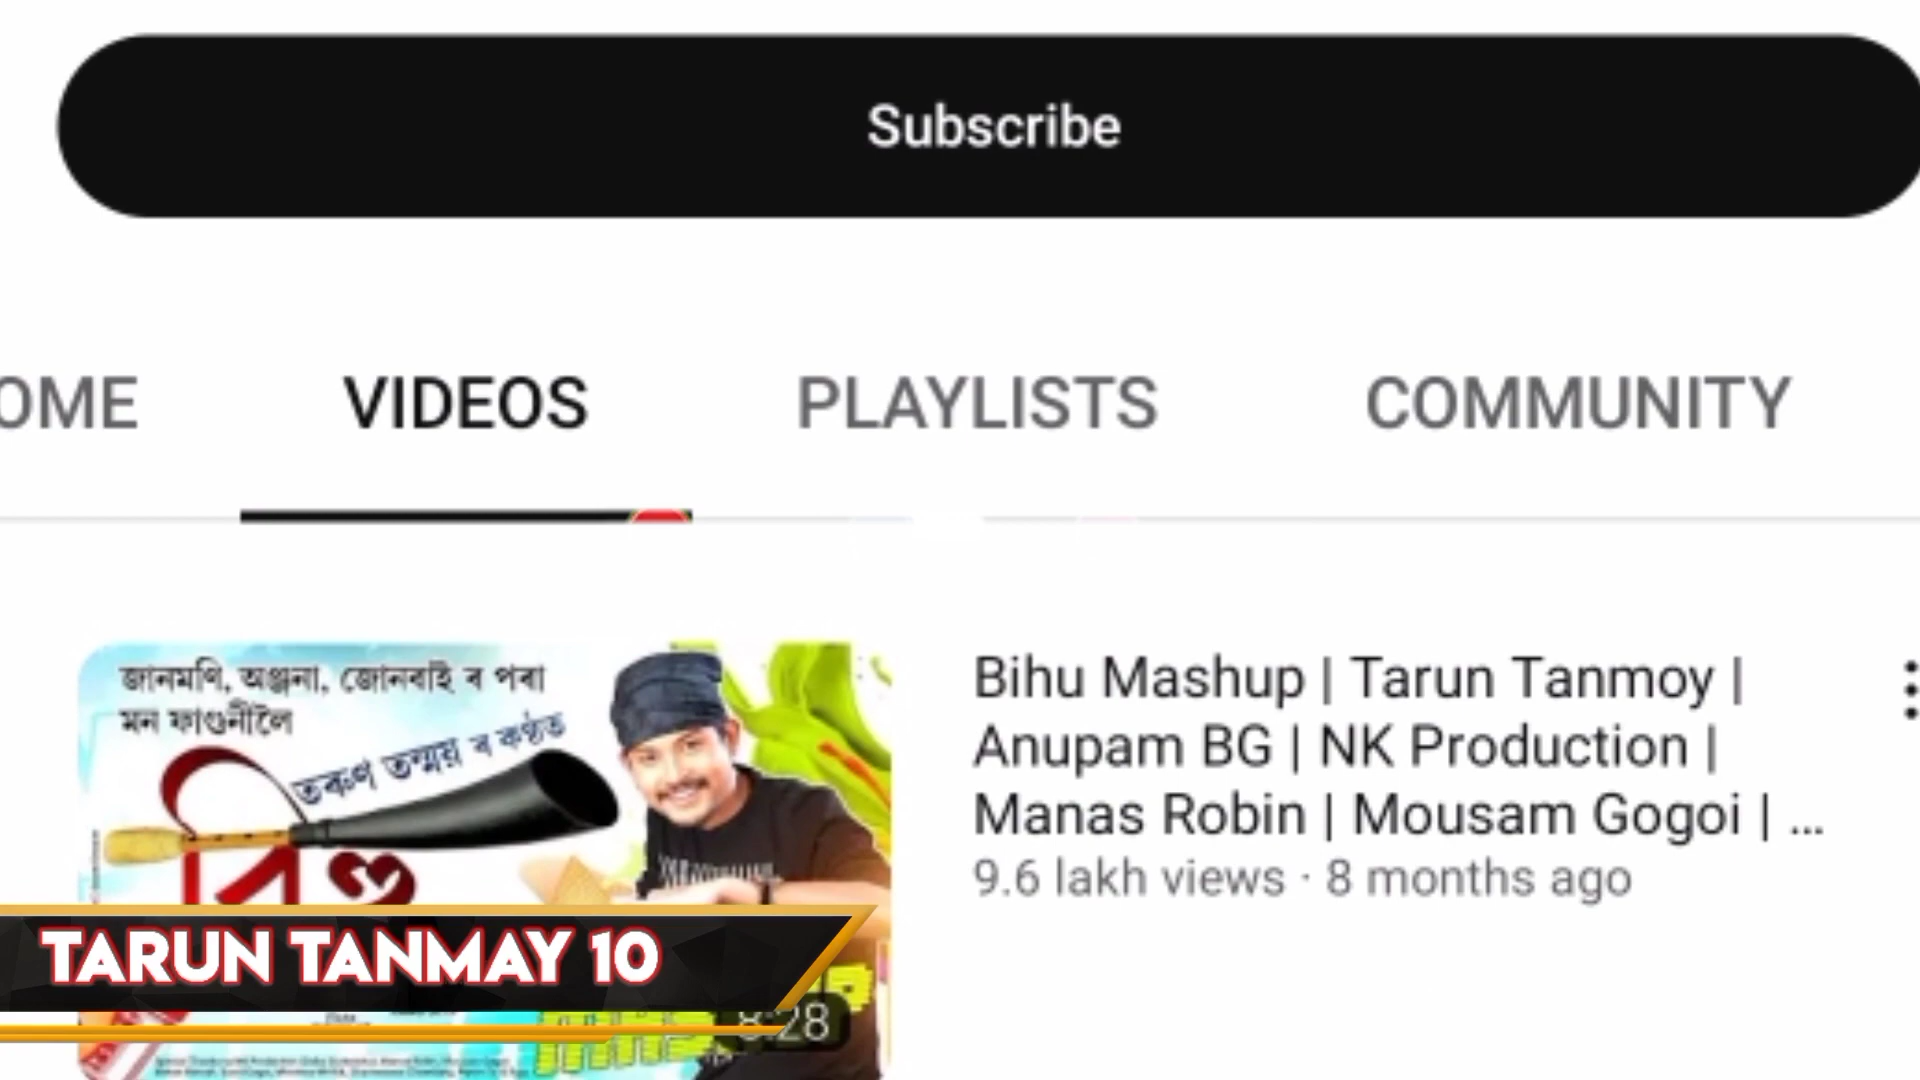 Subscribe
OME
VIDEOS
PLAYLISTS
COMMUNITY
জানমণি, অঞ্জনা, জোনবাই ৰ পৰা
মন ফাগুনীলৈ
তৰুণ তন্ময় ৰ কণ্ঠত
বিহু
Bihu Mashup | Tarun Tanmoy |
Anupam BG | NK Production |
Manas Robin | Mousam Gogoi | ...
9.6 lakh views · 8 months ago
TARUN TANMAY 10
8:28